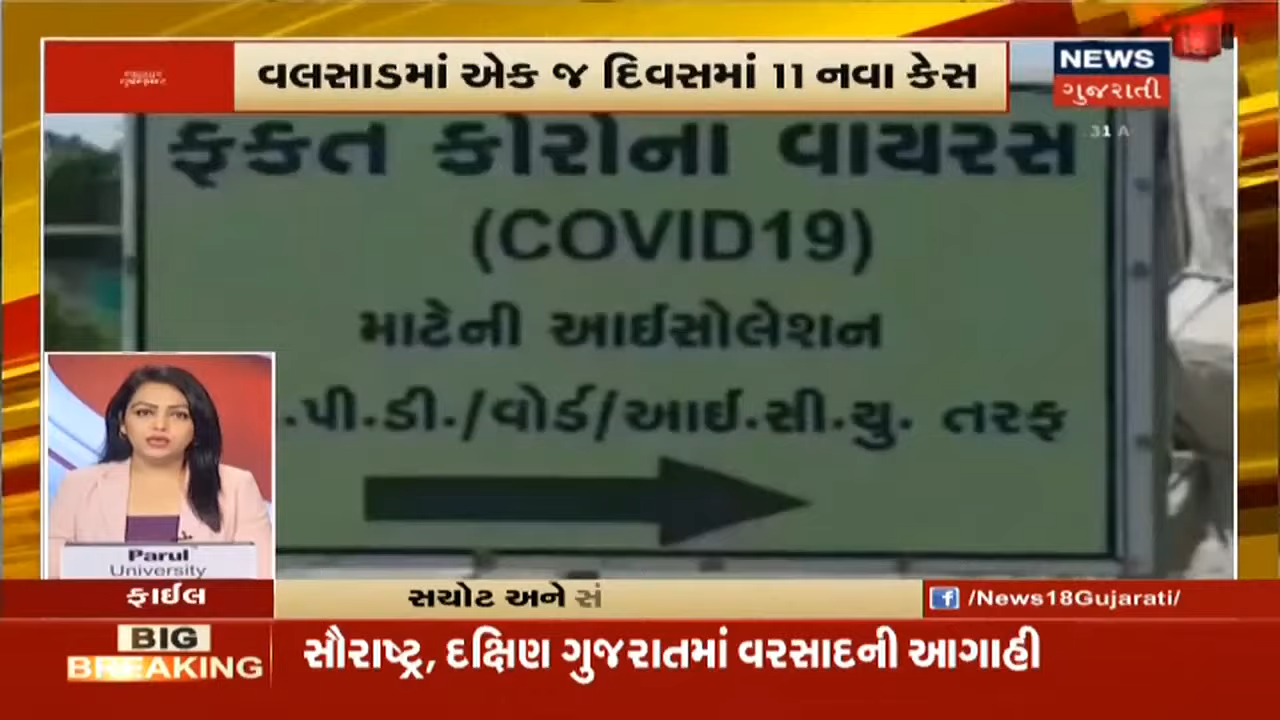 વલસાડમાં એક જ દિવસમાં 11 નવા કેસ
NEWS
ગુજરાતી
ફકત કોરોના વાયરસ
(COVID19)
માટેની આઈસોલેશન
.પી.ડી./વોર્ડ/આઈ.સી.યુ. તરફ
Parul
University
ફાઈલ
સચોટ અને સં
/News18Gujarati/
BIG
BREAKING
સૌરાષ્ટ્ર, દક્ષિણ ગુજરાતમાં વરસાદની આગાહી